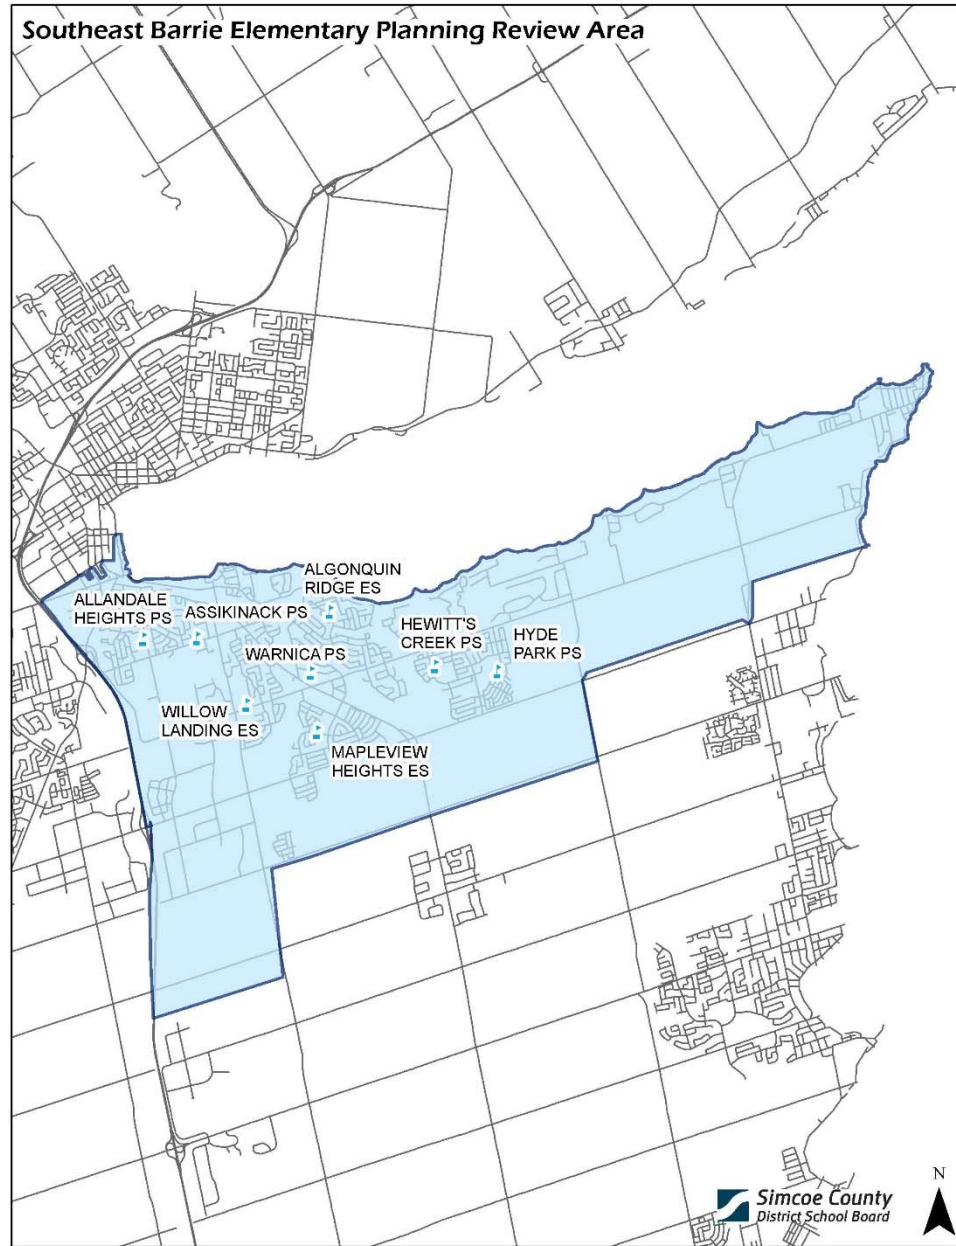 Southeast Barrie Elementary Planning Review Area
ALGONQUIN
RIDGE ES
ALLANDALE
HEIGHTS PS
ASSIKINACK PS
HEWITT'S
CREEK PS
HYDE
PARK PS
WARNICA PS
WILLOW
LANDING ES
MAPLEVIEW
HEIGHTS ES
Simcoe County
District School Board
N